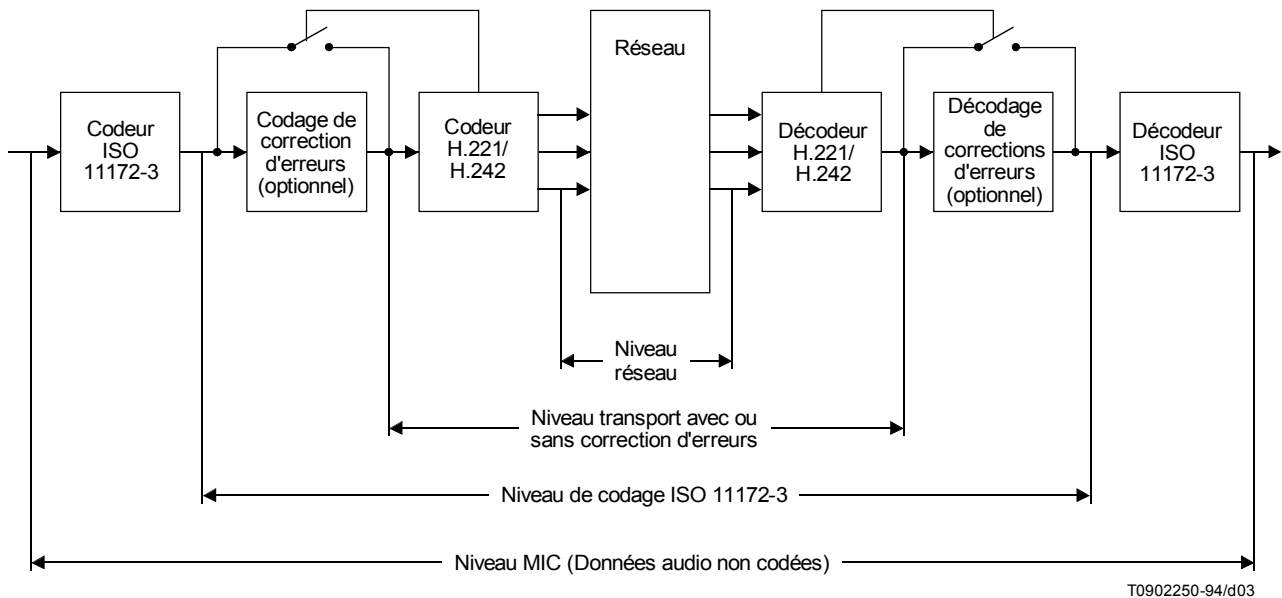 Réseau
Codeur
ISO
11172-3
Codage de
correction
d'erreurs
(optionnel)
Codeur
H.221/
H.242
Décodeur
H.221/
H.242
Décodage
de
corrections
d'erreurs
(optionnel)
Décodeur
ISO
11172-3
Niveau
réseau
Niveau transport avec ou
sans correction d'erreurs
Niveau de codage ISO 11172-3
Niveau MIC (Données audio non codées)
T0902250-94/d03